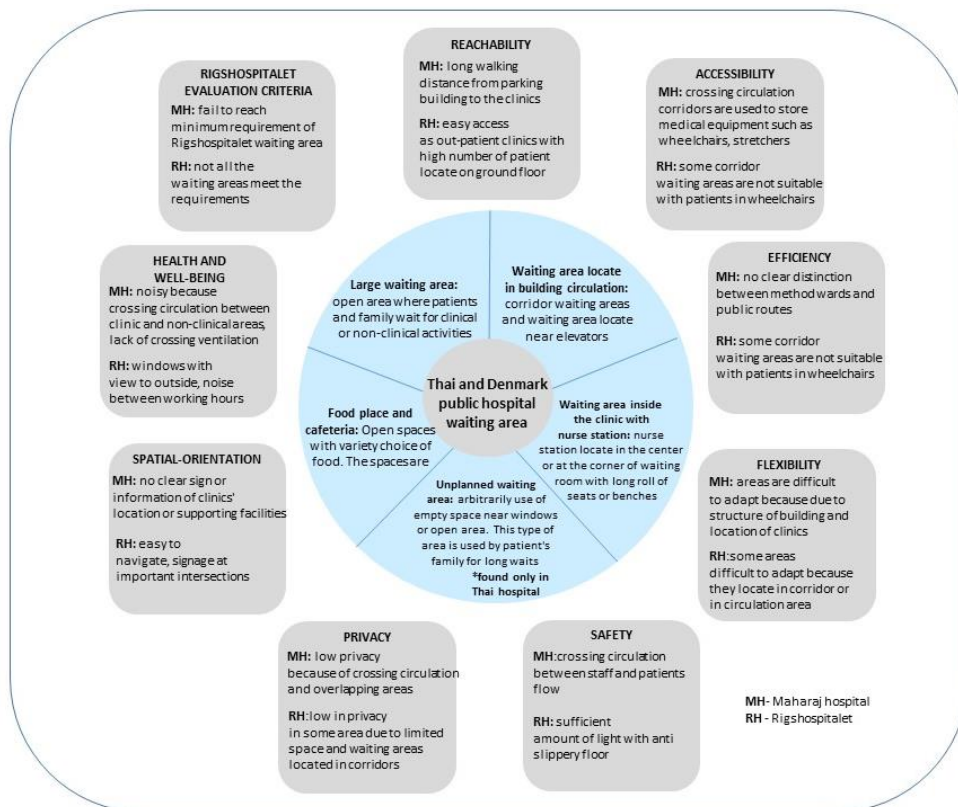 REACHABILITY
MH: long walking
distance from parking
building to the clinics
RH: easy access
as out-patient clinics with
high number of patient
locate on ground floor
RIGSHOSPITALET
EVALUATION CRITERIA
MH: fail to reach
minimum requirement of
Rigshospitalet waiting area
RH: not all the
waiting areas meet the
requirements
ACCESSIBILITY
MH: crossing circulation
corridors are used to store
medical equipment such as
wheelchairs, stretchers
RH: some corridor
waiting areas are not suitable
with patients in wheelchairs
HEALTH AND
WELL-BEING
MH: noisy because
crossing circulation between
clinic and non-clinical areas,
lack of crossing ventilation
RH: windows with
view to outside, noise
between working hours
Large waiting area:
open area where patients
and family wait for clinical
or non-clinical activities
Waiting area locate
in building circulation:
corridor waiting areas
and waiting area locate
near elevators
EFFICIENCY
MH: no clear distinction
between method wards and
public routes
RH: some corridor
waiting areas are not suitable
with patients in wheelchairs
Thai and Denmark
public hospital
waiting area
Food place and
cafeteria: Open spaces
with variety choice of
food. The spaces are
Waiting area inside
the clinic with
nurse station: nurse
station locate in the center
or at the corner of waiting
room with long roll of
seats or benches
SPATIAL-ORIENTATION
MH: no clear sign or
information of clinics'
location or supporting facilities
RH: easy to
navigate, signage at
important intersections
Unplanned waiting
area: arbitrarily use of
empty space near windows
or open area. This type of
area is used by patient's
family for long waits
*found only in
Thai hospital
FLEXIBILITY
MH: areas are difficult
to adapt because due to
structure of building and
location of clinics
RH:some areas
difficult to adapt because
they locate in corridor or
in circulation area
PRIVACY
MH: low privacy
because of crossing circulation
and overlapping areas
RH:low in privacy
in some area due to limited
space and waiting areas
located in corridors
SAFETY
MH:crossing circulation
between staff and patients
flow
RH: sufficient
amount of light with anti
slippery floor
MH- Maharaj hospital
RH - Rigshospitalet